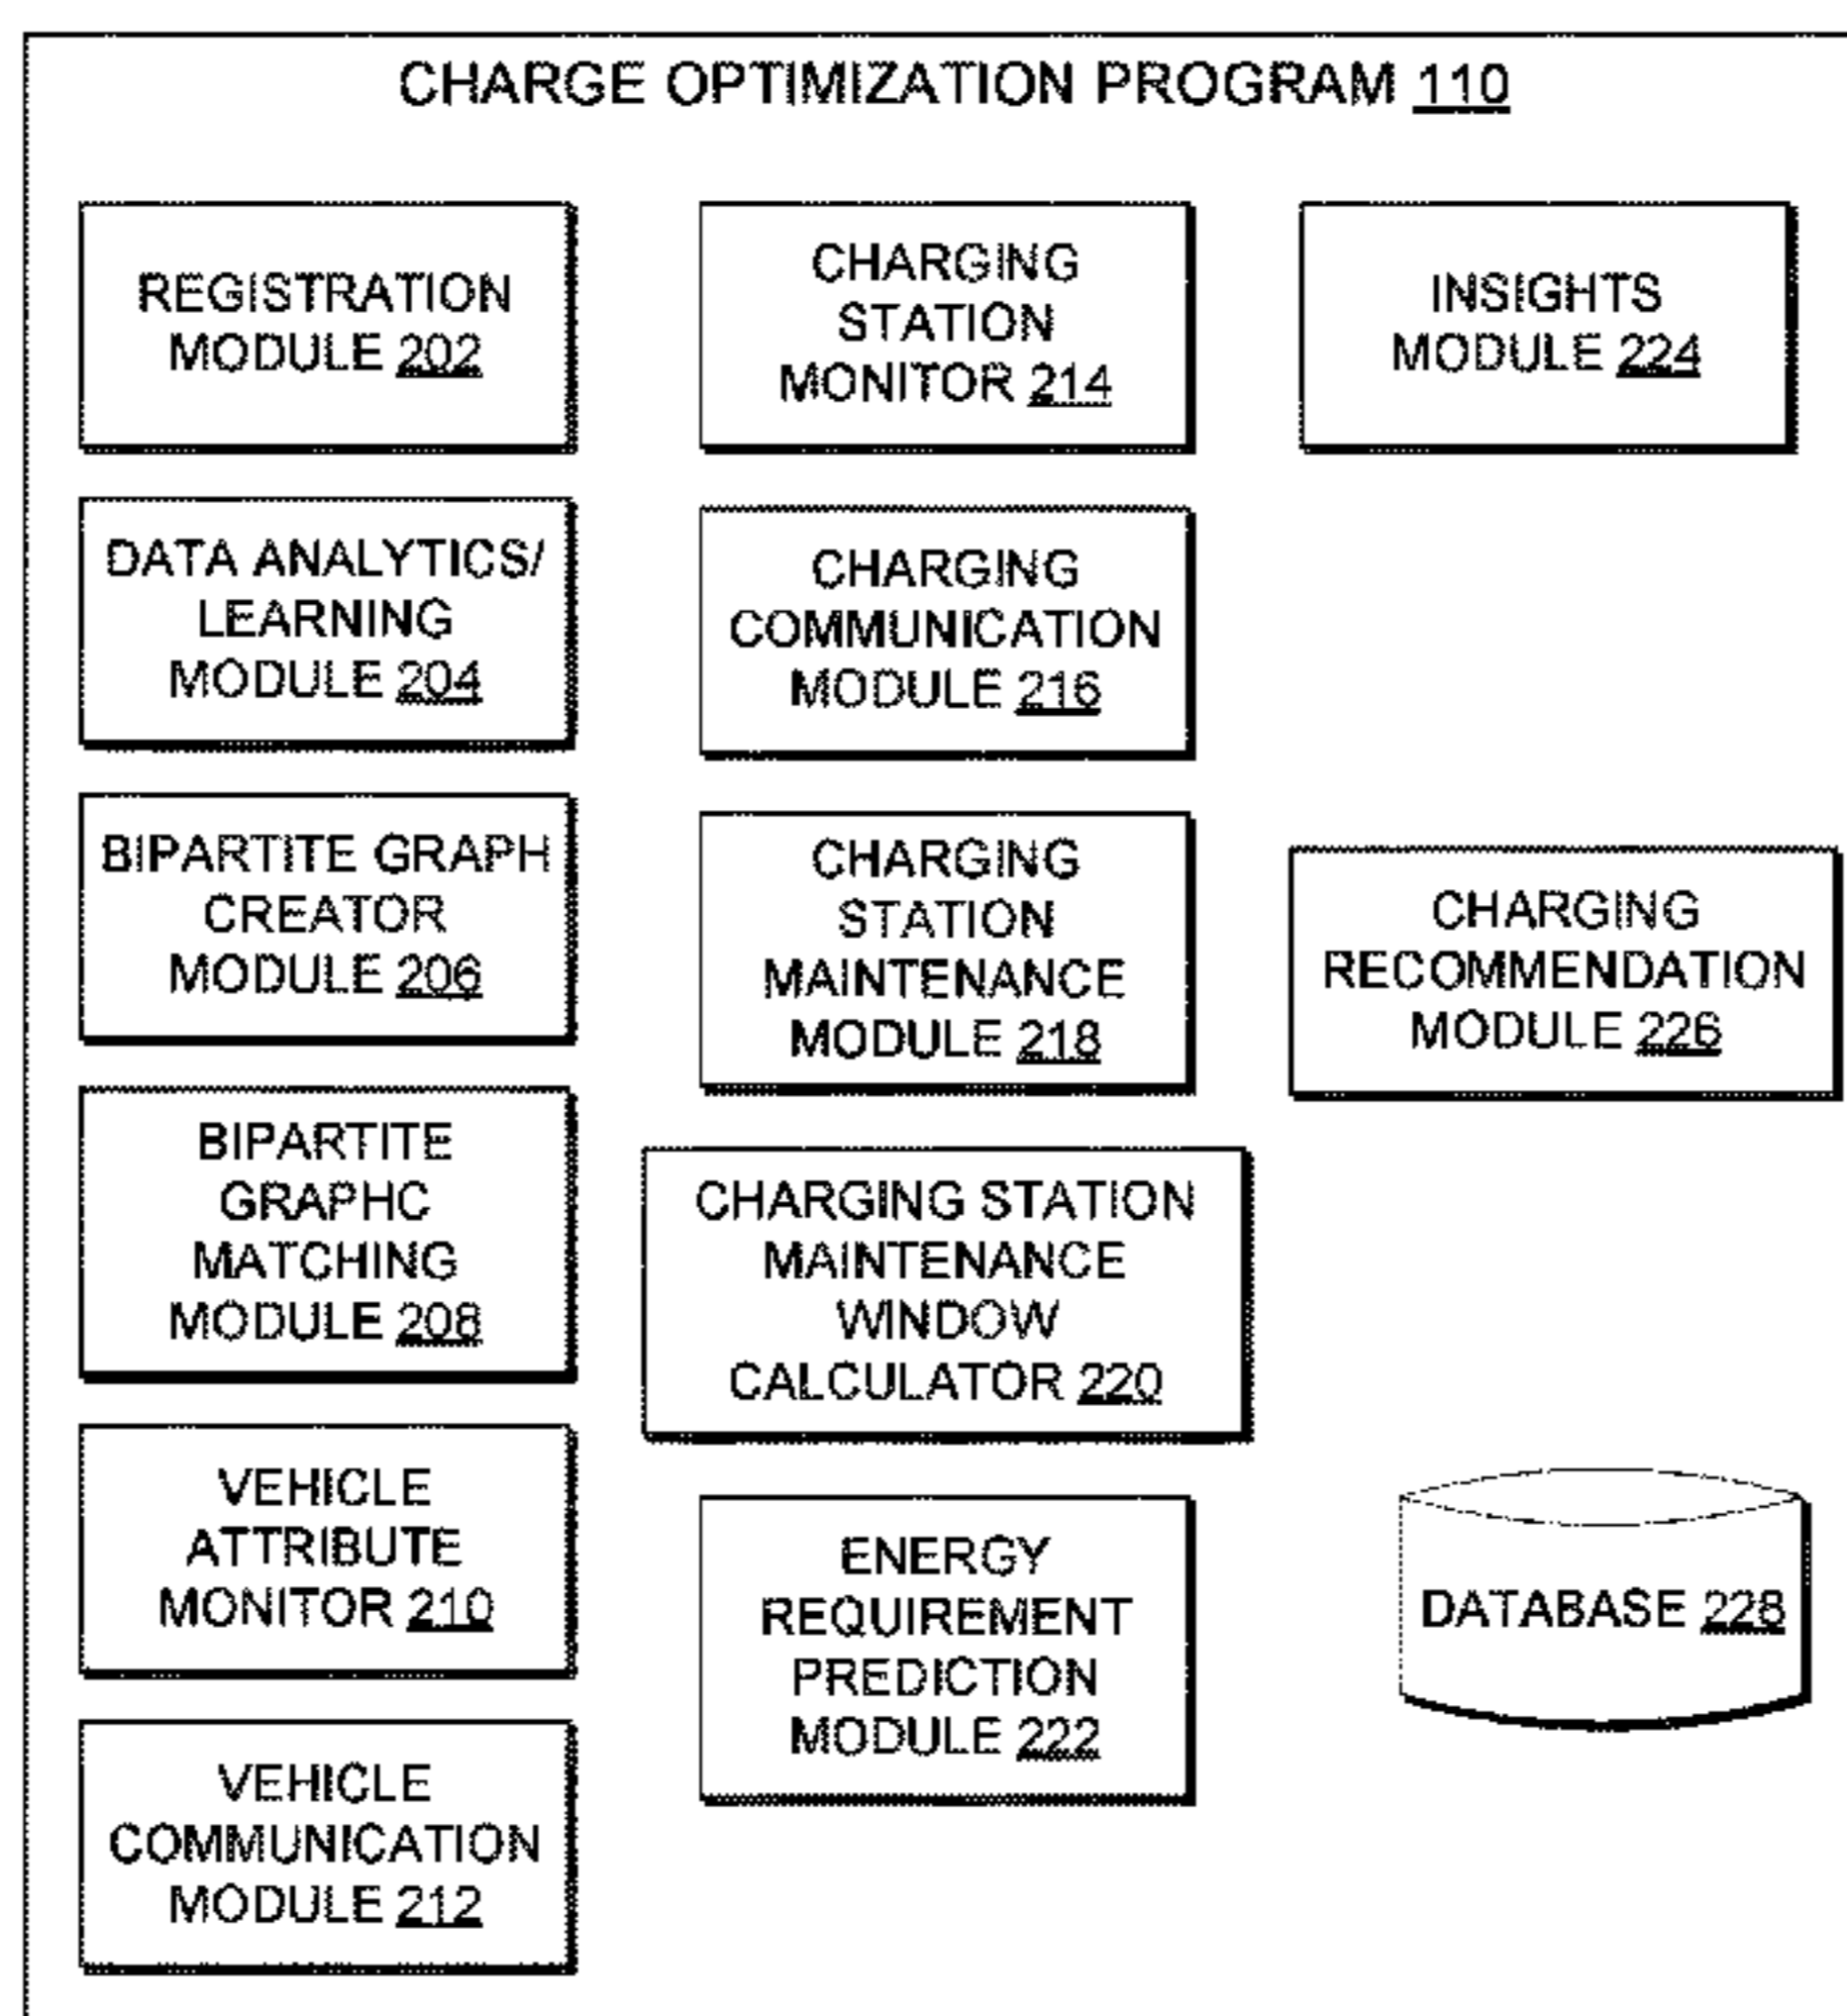 CHARGE OPTIMIZATION PROGRAM 110
REGISTRATION
MODULE 202
DATA ANALYTICS/
LEARNING
MODULE 204
BIPARTITE GRAPH
CREATOR
MODULE 206
BIPARTITE
GRAPHC
MATCHING
MODULE 208
VEHICLE
ATTRIBUTE
MONITOR 210
VEHICLE
COMMUNICATION
MODULE 212
CHARGING
STATION
MONITOR 214
CHARGING
COMMUNICATION
MODULE 216
CHARGING
STATION
MAINTENANCE
MODULE 218
CHARGING STATION
MAINTENANCE
WINDOW
CALCULATOR 220
ENERGY
REQUIREMENT
PREDICTION
MODULE 222
INSIGHTS
MODULE 224
CHARGING
RECOMMENDATION
MODULE 226
DATABASE 228